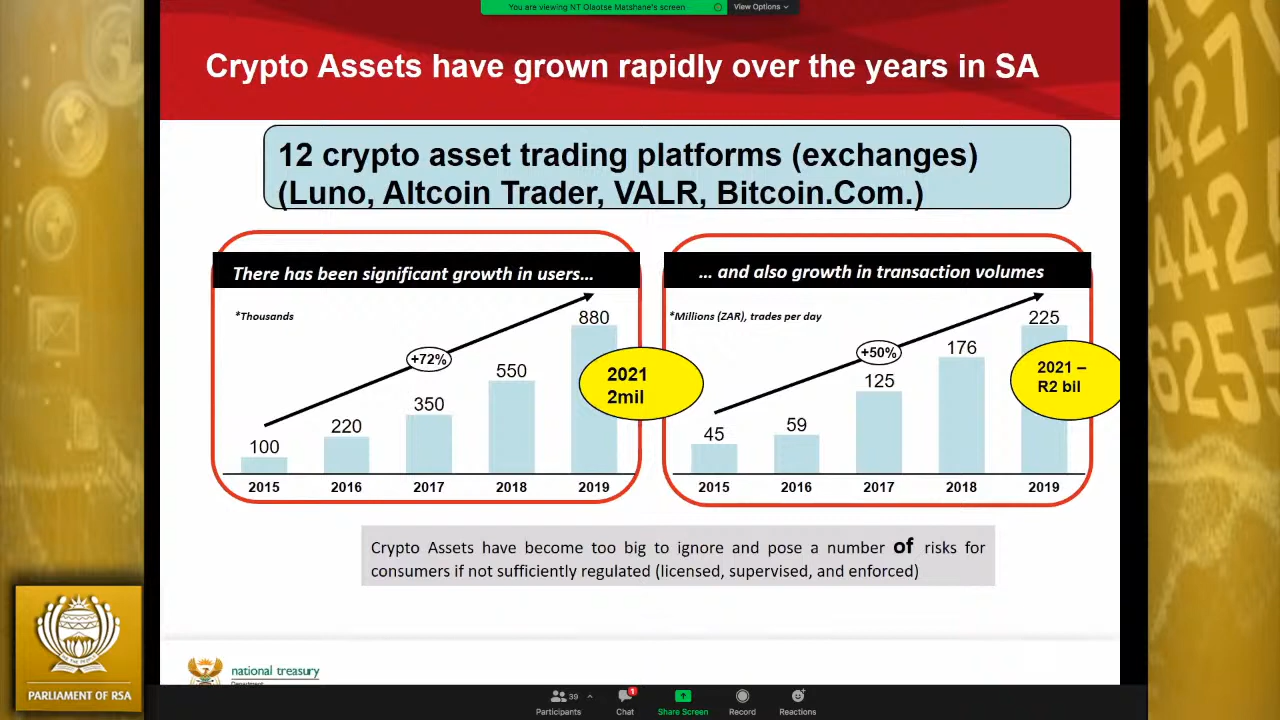 You are viewing NT Olaotse Matshane's screen
View Options
Crypto Assets have grown rapidly over the years in SA
12 crypto asset trading platforms (exchanges)
(Luno, Altcoin Trader, VALR, Bitcoin.Com.)
There has been significant growth in users...
*Thousands
+72%
100
220
350
550
880
2015
2016
2017
2018
2019
2021
2mil
... and also growth in transaction volumes
*Millions (ZAR), trades per day
+50%
45
59
125
176
225
2015
2016
2017
2018
2019
2021 –
R2 bil
Crypto Assets have become too big to ignore and pose a number of risks for
consumers if not sufficiently regulated (licensed, supervised, and enforced)
national treasury
PARLIAMENT OF RSA
39
Participants
1
Chat
Share Screen
Record
Reactions
427
6255